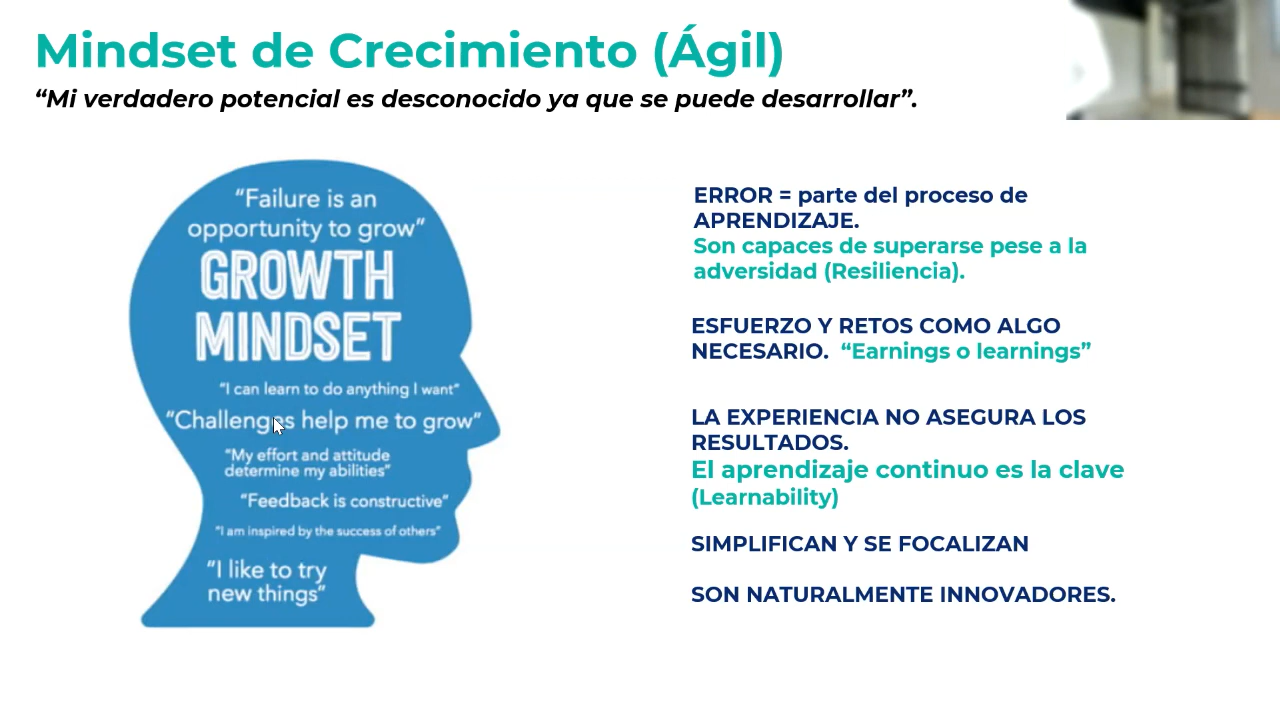 Mindset de Crecimiento (Ágil)
“Mi verdadero potencial es desconocido ya que se puede desarrollar”.
“Failure is an
opportunity to grow”
GROWTH
MINDSET
“I can learn to do anything I want”
“Challenges help me to grow”
“My effort and attitude
determine my abilities”
“Feedback is constructive”
“I am inspired by the success of others”
“I like to try
new things”
ERROR = parte del proceso de
APRENDIZAJE.
Son capaces de superarse pese a la
adversidad (Resiliencia).
ESFUERZO Y RETOS COMO ALGO
NECESARIO. “Earnings o learnings”
LA EXPERIENCIA NO ASEGURA LOS
RESULTADOS.
El aprendizaje continuo es la clave
(Learnability)
SIMPLIFICAN Y SE FOCALIZAN
SON NATURALMENTE INNOVADORES.